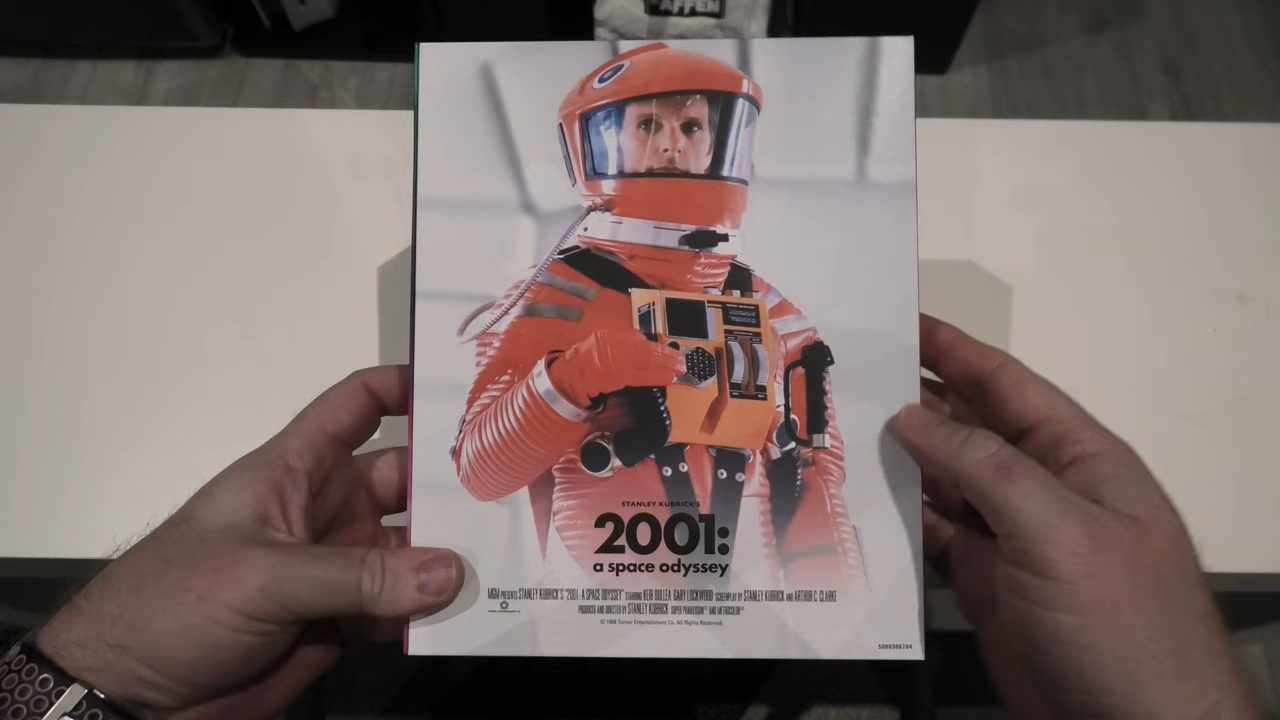 AFFEN
STANLEY KUBRICK'S
2001:
a space odyssey
MGM PRESENTS STANLEY KUBRICK'S "2001: A SPACE ODYSSEY" STARRING KEIR DULLEA GARY LOCKWOOD SCREENPLAY BY STANLEY KUBRICK AND ARTHUR C. CLARKE
PRODUCED AND DIRECTED BY STANLEY KUBRICK SUPER PANAVISION AND METROCOLOR
© 1968 Turner Entertainment Co. All Rights Reserved.
5000306704